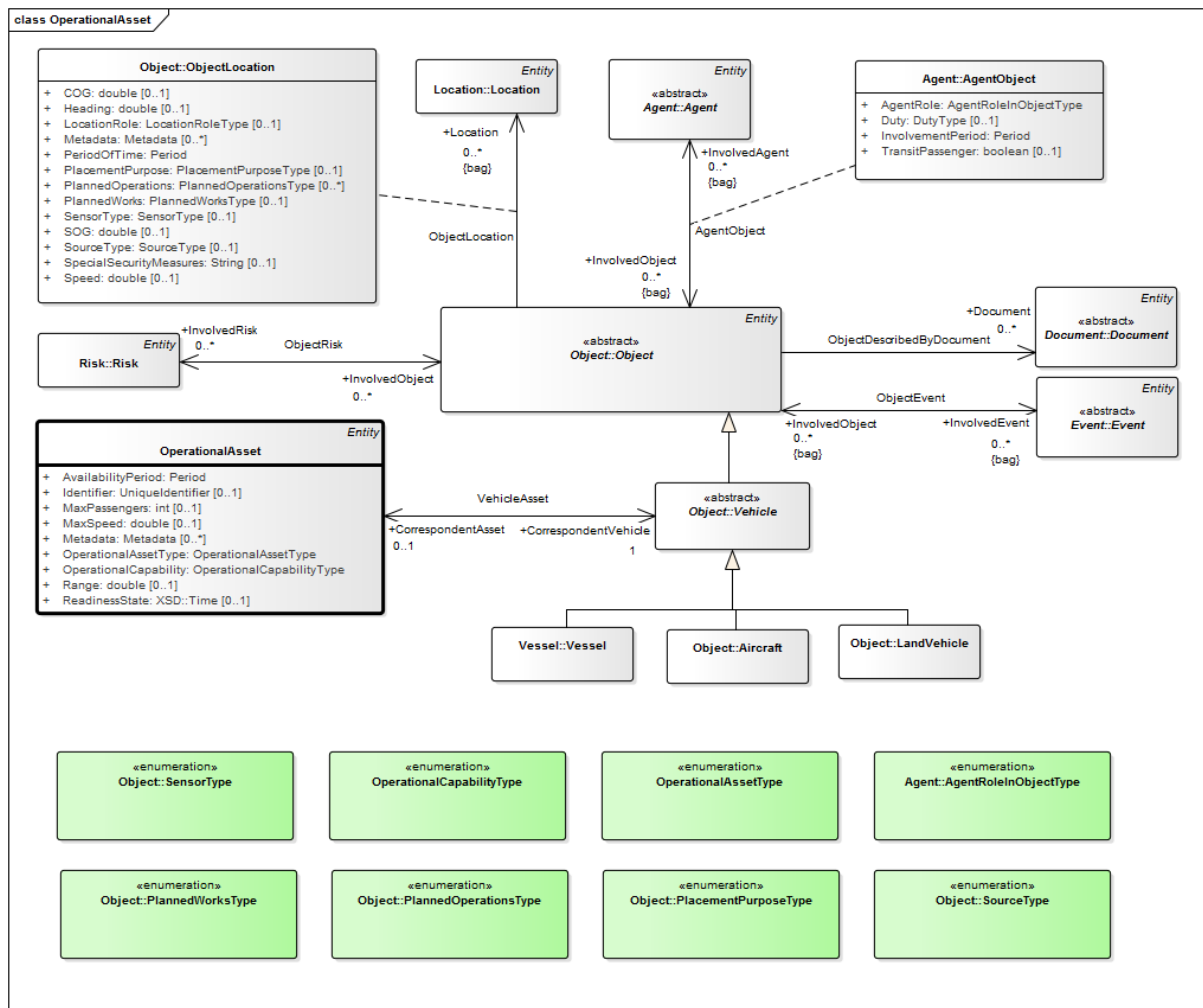 class OperationalAsset
Object::ObjectLocation
+ COG: double [0..1]
+ Heading: double [0..1]
+ LocationRole: LocationRoleType [0..1]
+ Metadata: Metadata [0..*]
+ PeriodOfTime: Period
+ PlacementPurpose: PlacementPurposeType [0..1]
+ PlannedOperations: PlannedOperationsType [0..*]
+ PlannedWorks: PlannedWorksType [0..1]
+ SensorType: SensorType [0..1]
+ SOG: double [0..1]
+ SourceType: SourceType [0..1]
+ SpecialSecurityMeasures: String [0..1]
+ Speed: double [0..1]
Entity
Location::Location
+Location
0..*
{bag}
ObjectLocation
Entity
«abstract»
Agent::Agent
+InvolvedAgent
0..*
{bag}
AgentObject
+InvolvedObject
0..*
{bag}
Agent::AgentObject
+ AgentRole: AgentRoleInObjectType
+ Duty: DutyType [0..1]
+ InvolvementPeriod: Period
+ TransitPassenger: boolean [0..1]
Entity
Risk::Risk
+InvolvedRisk
0..*
ObjectRisk
+InvolvedObject
0..*
Entity
«abstract»
Object::Object
ObjectDescribedByDocument
+Document
0..*
Entity
«abstract»
Document::Document
ObjectEvent
+InvolvedObject
0..*
{bag}
+InvolvedEvent
0..*
{bag}
Entity
«abstract»
Event::Event
Entity
OperationalAsset
+ AvailabilityPeriod: Period
+ Identifier: UniqueIdentifier [0..1]
+ MaxPassengers: int [0..1]
+ MaxSpeed: double [0..1]
+ Metadata: Metadata [0..*]
+ OperationalAssetType: OperationalAssetType
+ OperationalCapability: OperationalCapabilityType
+ Range: double [0..1]
+ ReadinessState: XSD::Time [0..1]
VehicleAsset
+CorrespondentAsset
0..1
+CorrespondentVehicle
1
«abstract»
Object::Vehicle
Vessel::Vessel
Object::Aircraft
Object::LandVehicle
«enumeration»
Object::SensorType
«enumeration»
OperationalCapabilityType
«enumeration»
OperationalAssetType
«enumeration»
Agent::AgentRoleInObjectType
«enumeration»
Object::PlannedWorksType
«enumeration»
Object::PlannedOperationsType
«enumeration»
Object::PlacementPurposeType
«enumeration»
Object::SourceType